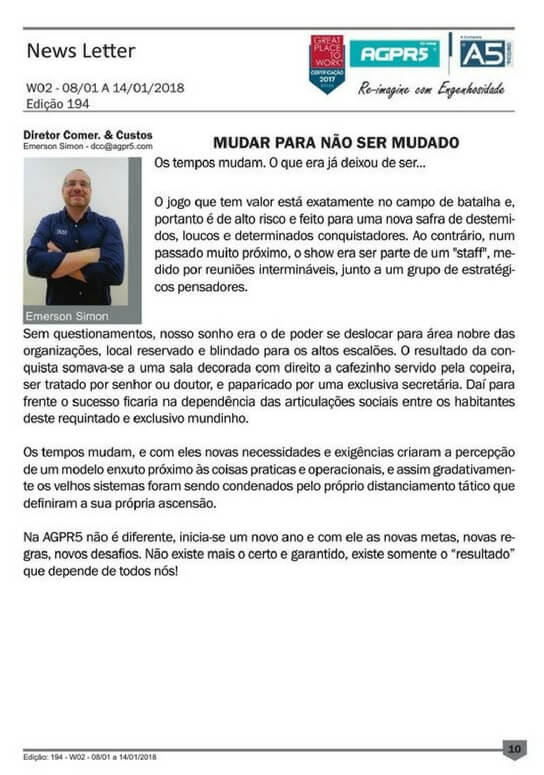 News Letter
W02 - 08/01 A 14/01/2018
Edição 194
GREAT
PLACE
TO
WORK®
CERTIFICAÇÃO
2017
AGPR5
A5
Re-imagine com Engenhosidade
Diretor Comer. & Custos
Emerson Simon - dco@agpr5.com
Emerson Simon
MUDAR PARA NÃO SER MUDADO
Os tempos mudam. O que era já deixou de ser...
O jogo que tem valor está exatamente no campo de batalha e,
portanto é de alto risco e feito para uma nova safra de destemi-
dos, loucos e determinados conquistadores. Ao contrário, num
passado muito próximo, o show era ser parte de um "staff", me-
dido por reuniões intermináveis, junto a um grupo de estratégi-
cos pensadores.
Sem questionamentos, nosso sonho era o de poder se deslocar para área nobre das
organizações, local reservado e blindado para os altos escalões. O resultado da con-
quista somava-se a uma sala decorada com direito a cafezinho servido pela copeira,
ser tratado por senhor ou doutor, e paparicado por uma exclusiva secretária. Daí para
frente o sucesso ficaria na dependência das articulações sociais entre os habitantes
deste requintado e exclusivo mundinho.
Os tempos mudam, e com eles novas necessidades e exigências criaram a percepção
de um modelo enxuto próximo às coisas praticas e operacionais, e assim gradativamen-
te os velhos sistemas foram sendo condenados pelo próprio distanciamento tático que
definiram a sua própria ascensão.
Na AGPR5 não é diferente, inicia-se um novo ano e com ele as novas metas, novas re-
gras, novos desafios. Não existe mais o certo e garantido, existe somente o “resultado”
que depende de todos nós!
Edição: 194 - W02 - 08/01 a 14/01/2018
10